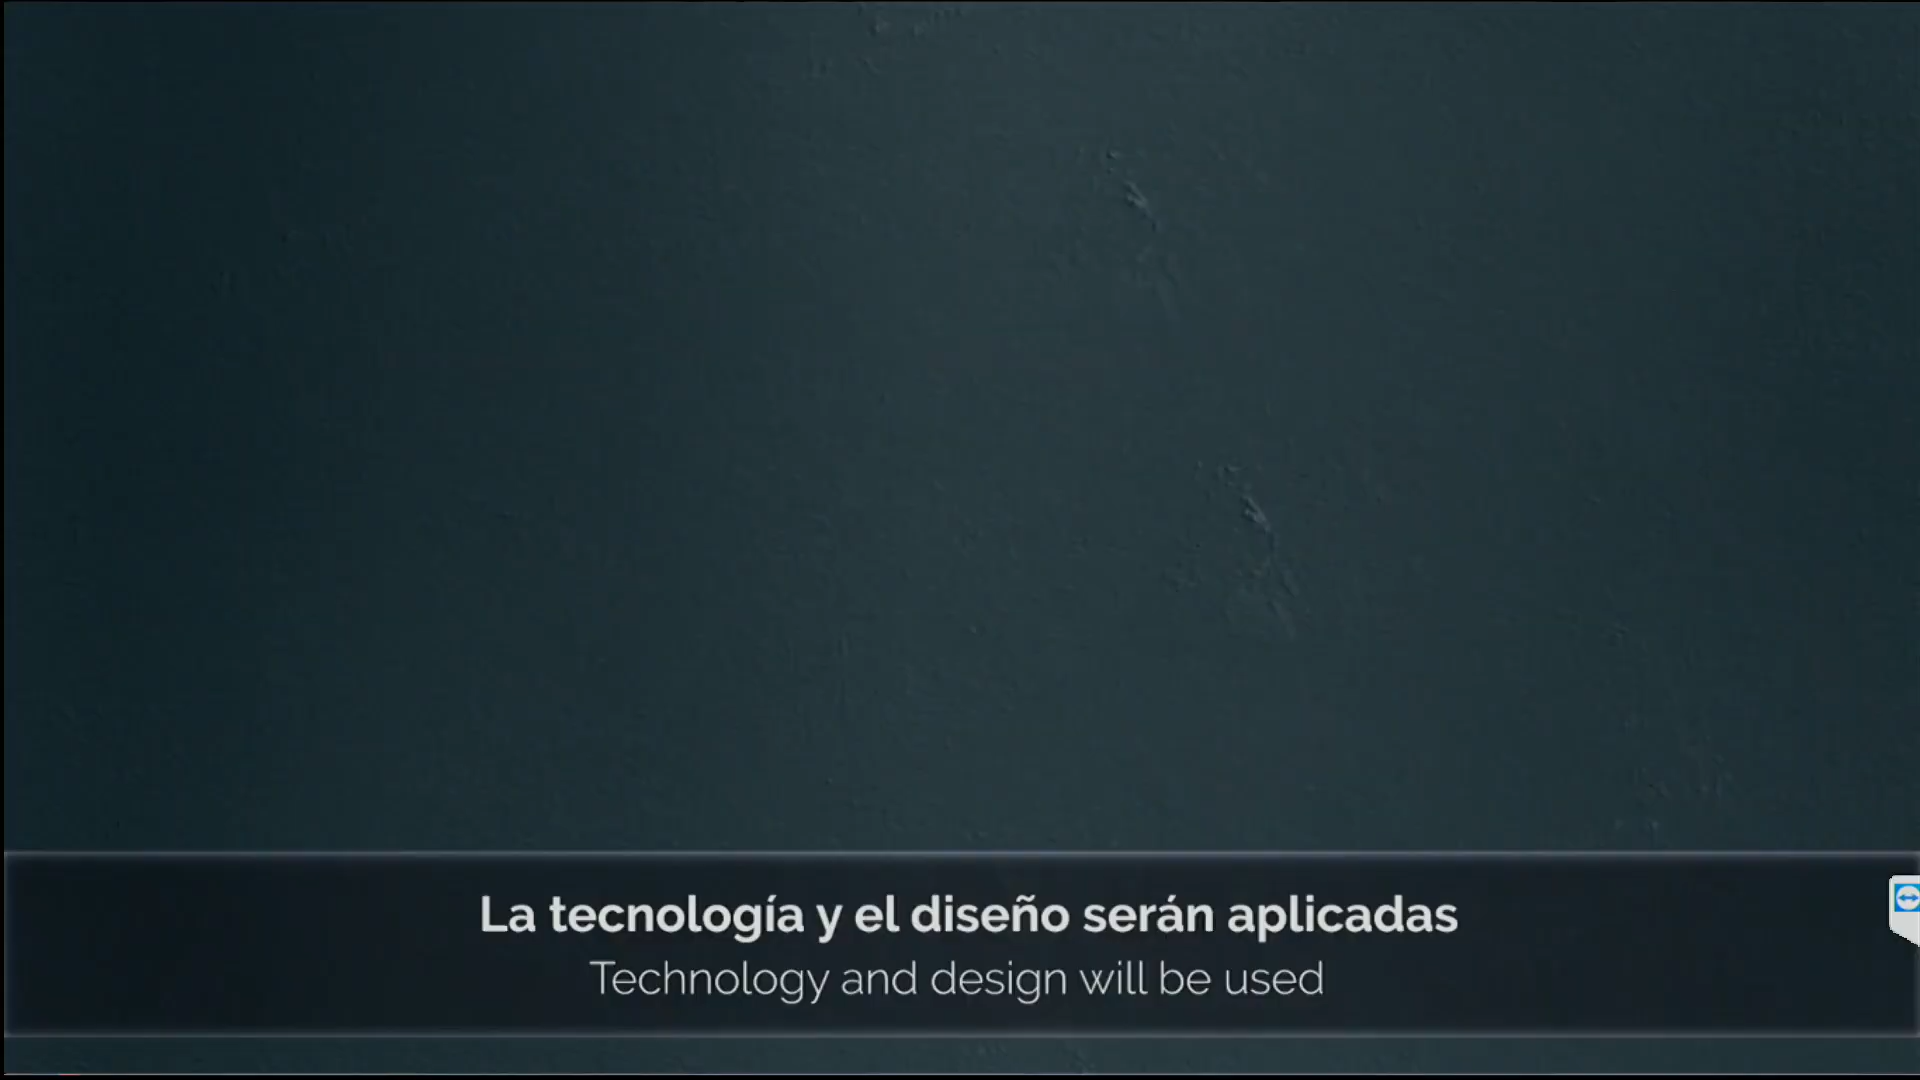 La tecnología y el diseño serán aplicadas
Technology and design will be used